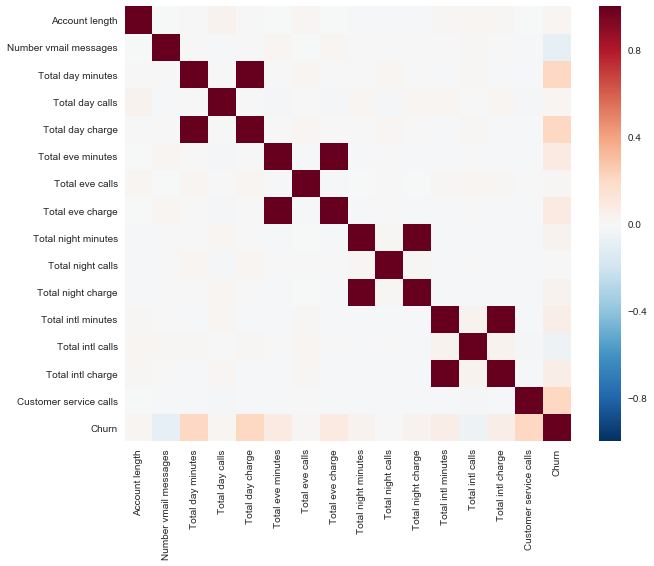 Account length
Number vmail messages
Total day minutes
Total day calls
Total day charge
Total eve minutes
Total eve calls
Total eve charge
Total night minutes
Total night calls
Total night charge
Total intl minutes
Total intl calls
Total intl charge
Customer service calls
Churn
Account length
Number vmail messages
Total day minutes
Total day calls
Total day charge
Total eve minutes
Total eve calls
Total eve charge
Total night minutes
Total night calls
Total night charge
Total intl minutes
Total intl calls
Total intl charge
Customer service calls
Churn
0.8
0.4
0.0
−0.4
−0.8